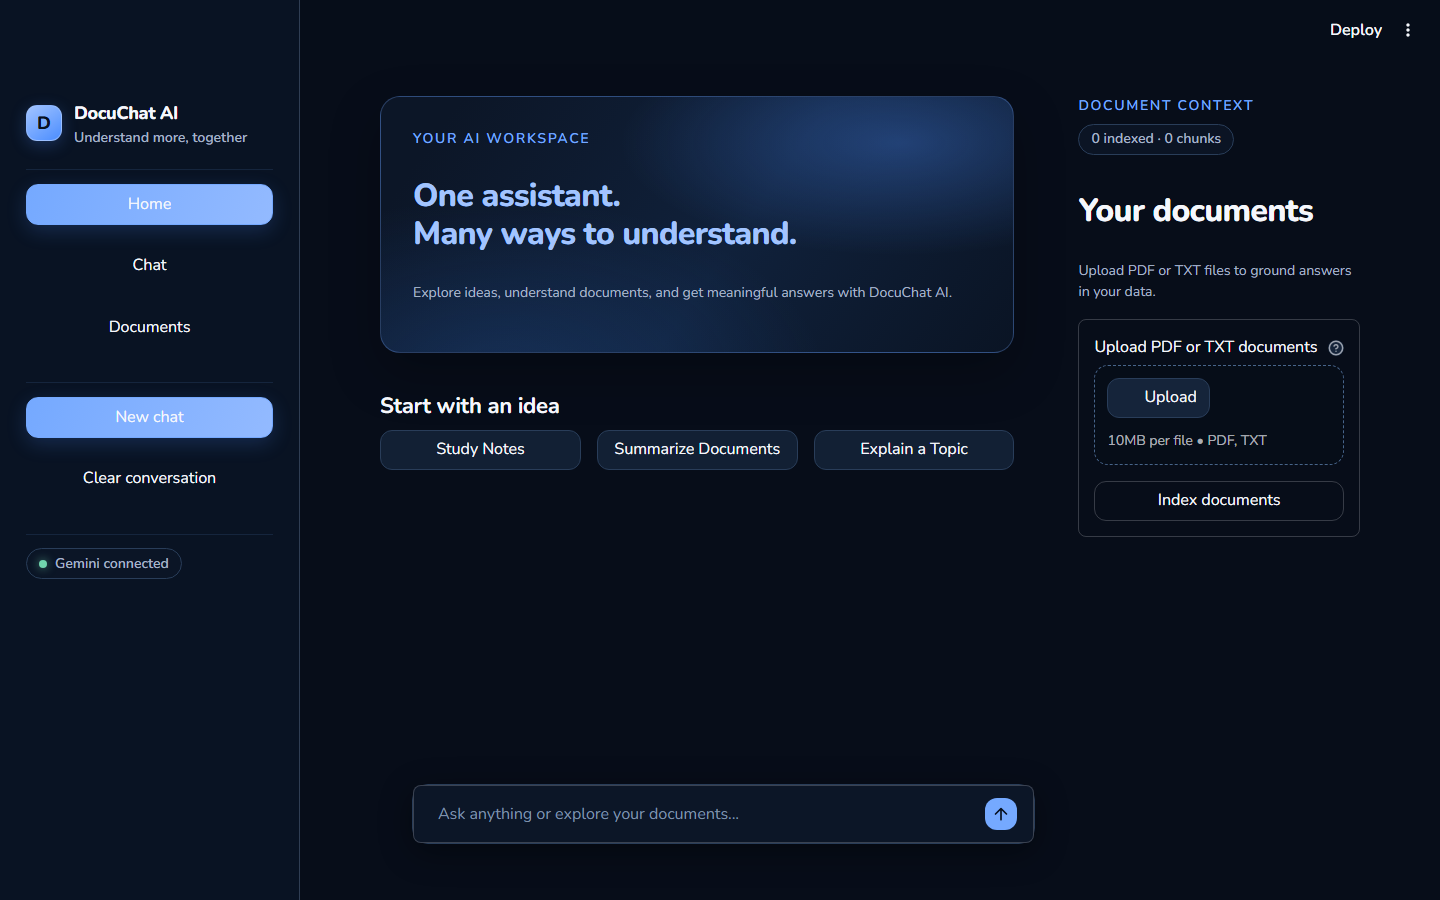 Deploy
D
DocuChat AI
Understand more, together
Home
Chat
Documents
New chat
Clear conversation
Gemini connected
YOUR AI WORKSPACE
One assistant.
Many ways to understand.
Explore ideas, understand documents, and get meaningful answers with DocuChat AI.
Start with an idea
Study Notes
Summarize Documents
Explain a Topic
Ask anything or explore your documents...
DOCUMENT CONTEXT
0 indexed · 0 chunks
Your documents
Upload PDF or TXT files to ground answers
in your data.
Upload PDF or TXT documents
Upload
10MB per file • PDF, TXT
Index documents